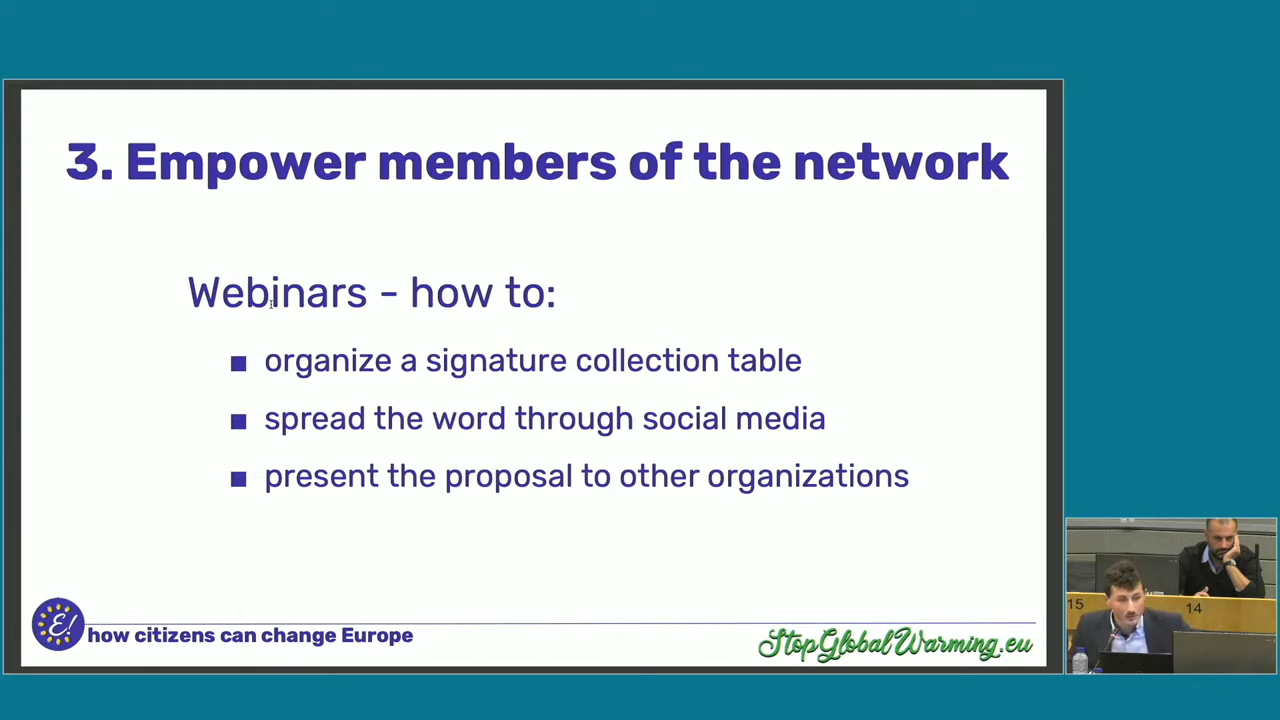 3. Empower members of the network
Webinars - how to:
organize a signature collection table
spread the word through social media
present the proposal to other organizations
15
14
E!
how citizens can change Europe
StopGlobalWarming.eu